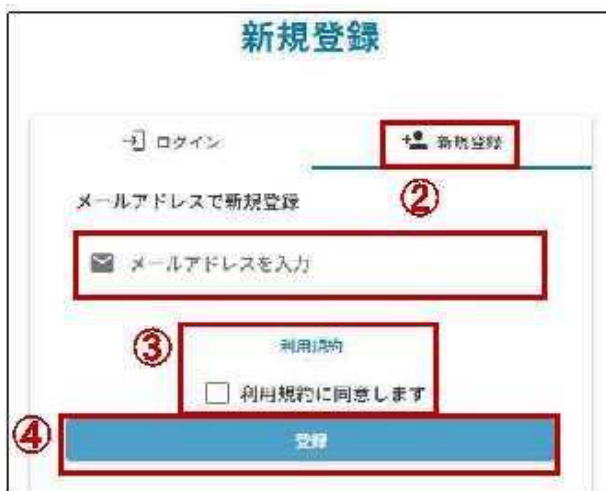 新規登録
ログイン
新規登録
②
メールアドレスで新規登録
メールアドレスを入力
③
利用規約
利用規約に同意します
④
登録